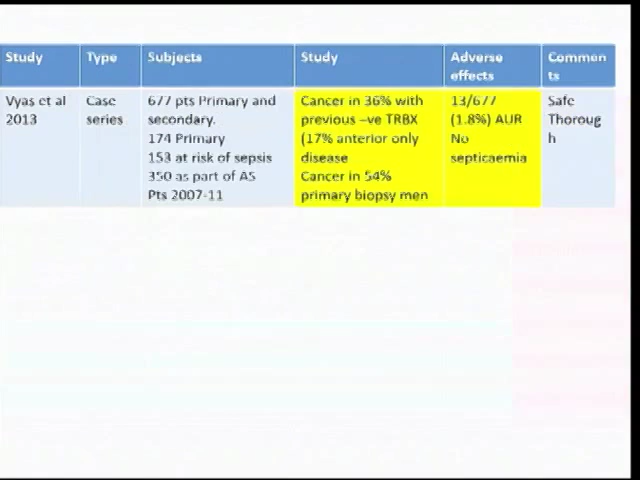 Study
Type
Subjects
Study
Adverse
effects
Commen
ts
Vyas et al
2013
Case
series
677 pts Primary and
secondary.
174 Primary
153 at risk of sepsis
350 as part of AS
Pts 2007-11
Cancer in 36% with
previous –ve TRBX
(17% anterior only
disease
Cancer in 54%
primary biopsy men
13/677
(1.8%) AUR
No
septicaemia
Safe
Thoroug
h